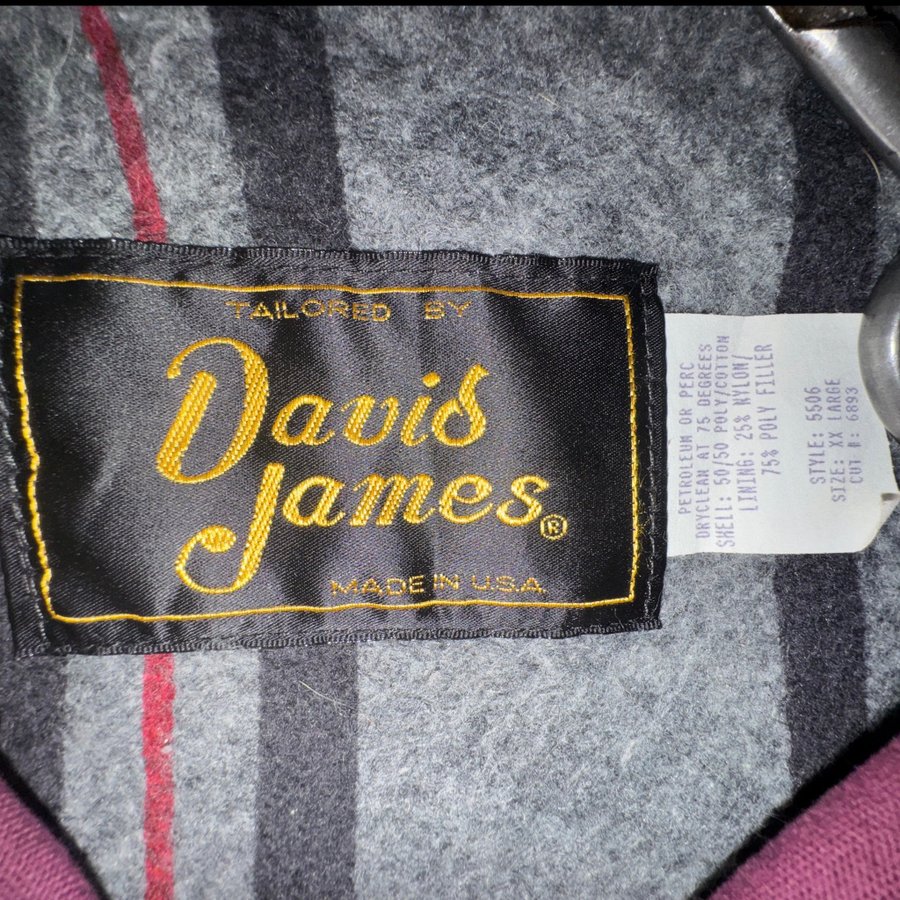 TAILORED BY
David
James®
MADE IN U.S.A.
PETROLEUM OR PERC
DRYCLEAN AT 75 DEGREES
SHELL: 50/50 POLY/COTTON
LINING: 25% NYLON/
75% POLY FILLER
STYLE: 5506
SIZE: XX LARGE
CUT #: 6893